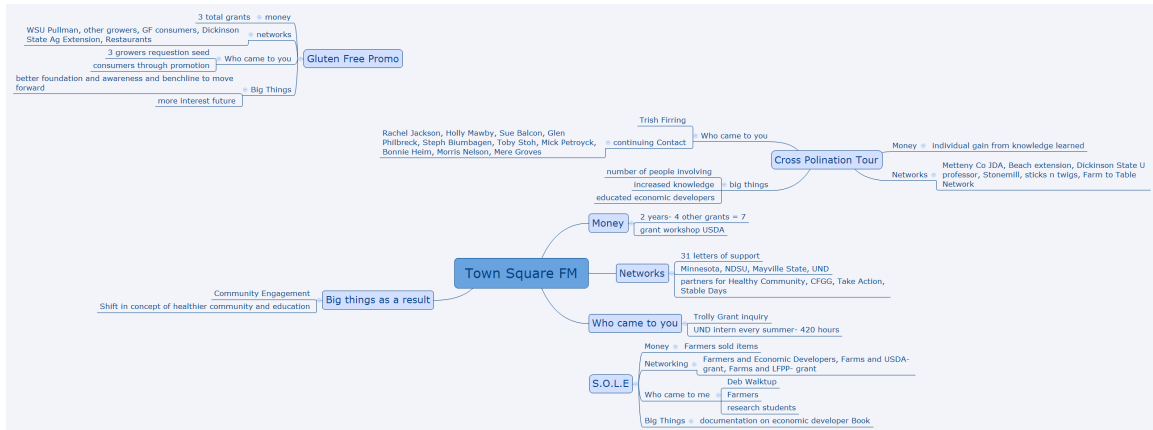 3 total grants
money
WSU Pullman, other growers, GF consumers, Dickinson
State Ag Extension, Restaurants
networks
3 growers requestion seed
consumers through promotion
Who came to you
Gluten Free Promo
better foundation and awareness and benchline to move
forward
more interest future
Big Things
Trish Firring
Rachel Jackson, Holly Mawby, Sue Balcon, Glen
Philbreck, Steph Blumbagen, Toby Stoh, Mick Petroyck,
Bonnie Heim, Morris Nelson, Mere Groves
continuing Contact
Who came to you
Cross Polination Tour
Money
individual gain from knowledge learned
Networks
Metteny Co JDA, Beach extension, Dickinson State U
professor, Stonemill, sticks n twigs, Farm to Table
Network
number of people involving
increased knowledge
educated economic developers
big things
Money
2 years- 4 other grants = 7
grant workshop USDA
Town Square FM
Networks
31 letters of support
Minnesota, NDSU, Mayville State, UND
partners for Healthy Community, CFGG, Take Action,
Stable Days
Community Engagement
Shift in concept of healthier community and education
Big things as a result
Who came to you
Trolly Grant inquiry
UND intern every summer- 420 hours
S.O.L.E
Money
Farmers sold items
Networking
Farmers and Economic Developers, Farms and USDA-
grant, Farms and LFPP- grant
Who came to me
Deb Walktup
Farmers
research students
Big Things
documentation on economic developer Book